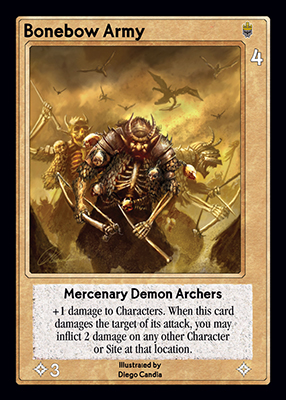 Bonebow Army
4
Mercenary Demon Archers
+1 damage to Characters. When this card
damages the target of its attack, you may
inflict 2 damage on any other Character
or Site at that location.
3
Illustrated by
Diego Candia